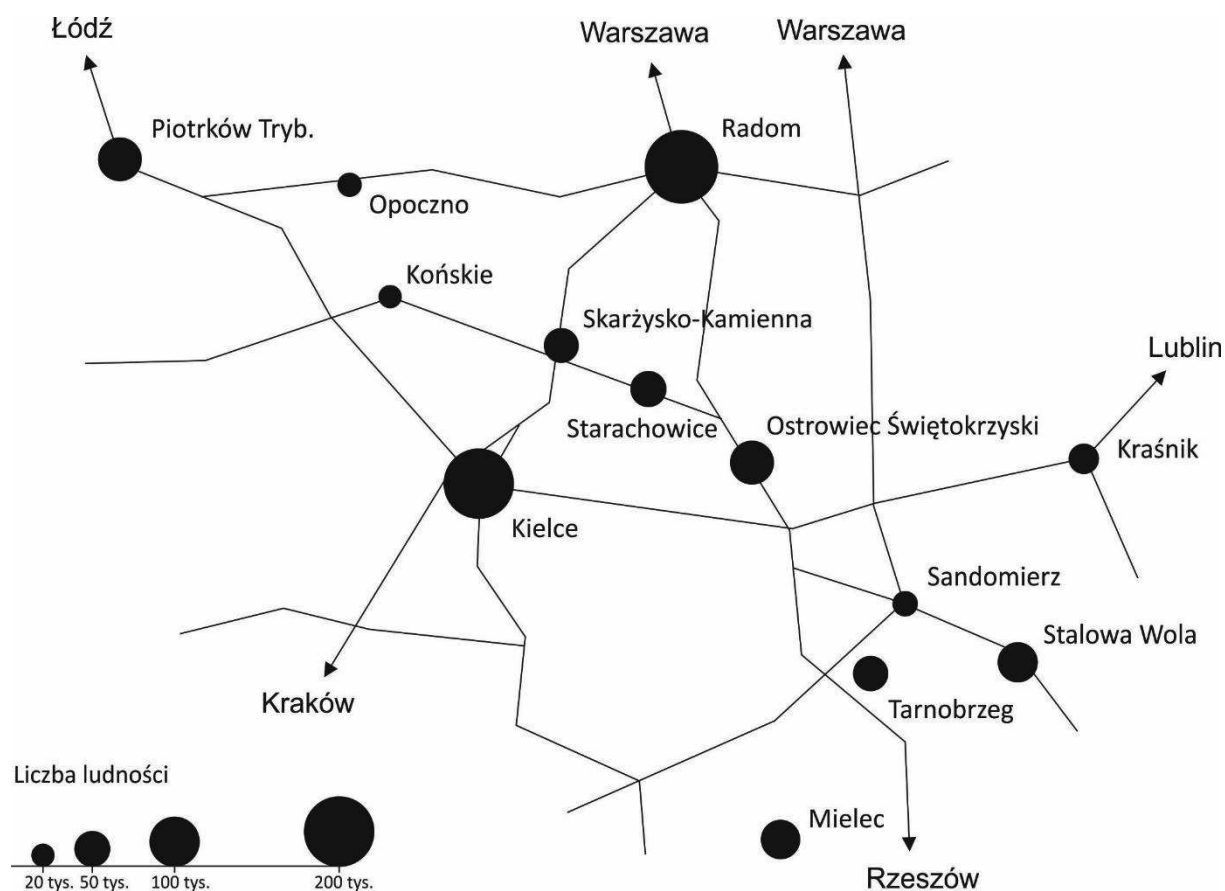 Łódź
Warszawa
Warszawa
Piotrków Tryb.
Radom
Opoczno
Końskie
Skarżysko-Kamienna
Lublin
Starachowice
Ostrowiec Świętokrzyski
Kraśnik
Kielce
Sandomierz
Stalowa Wola
Kraków
Tarnobrzeg
Liczba ludności
Mielec
Rzeszów
20 tys. 50 tys. 100 tys. 200 tys.